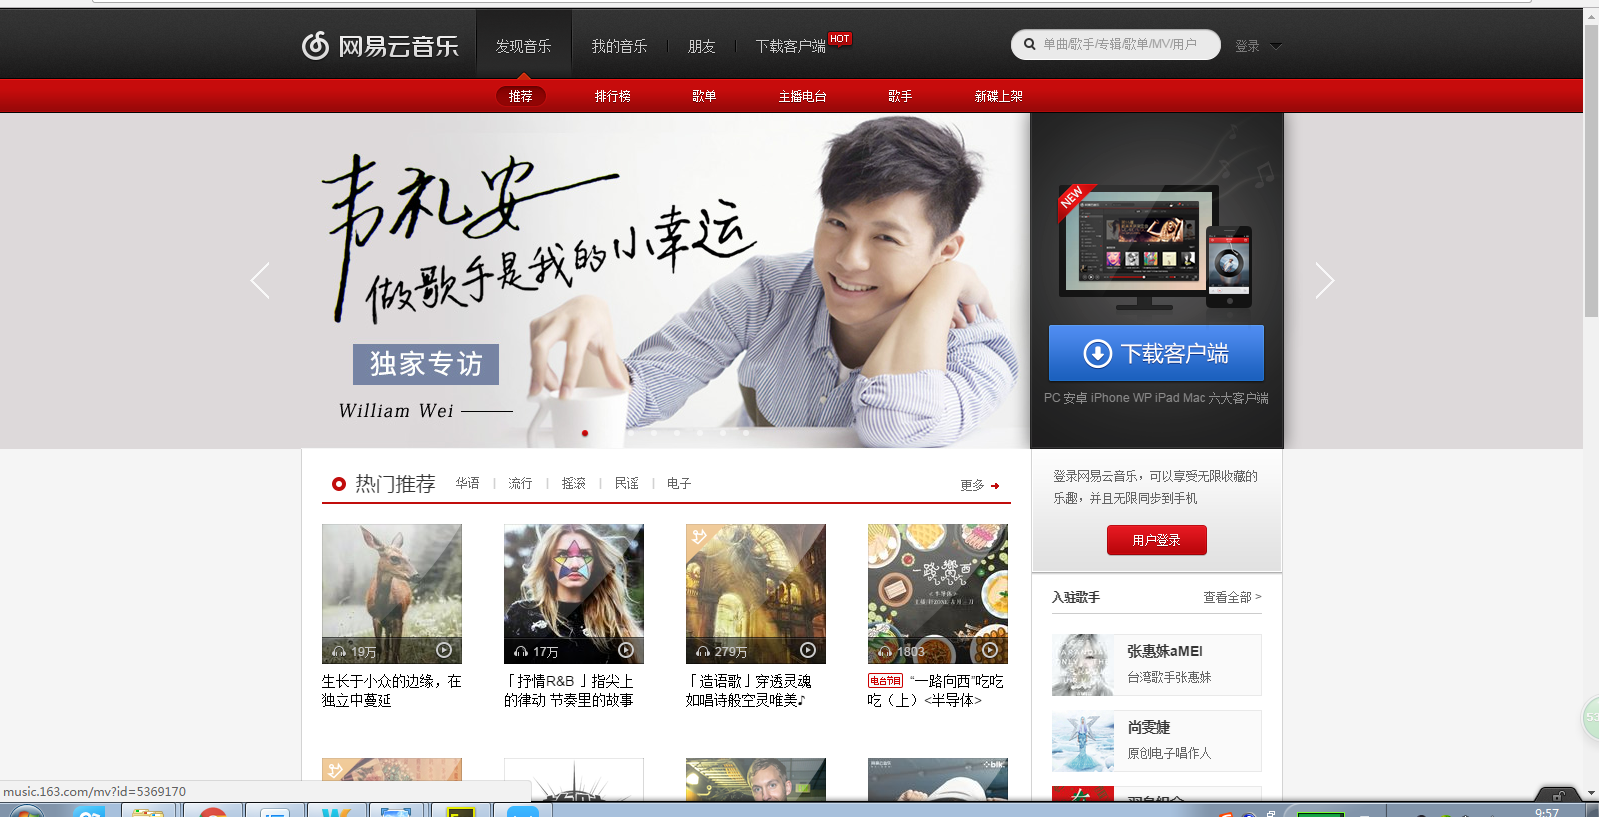 网易云音乐
发现音乐
我的音乐
朋友
下载客户端
HOT
单曲/歌手/专辑/歌单/MV/用户
登录
推荐
排行榜
歌单
主播电台
歌手
新碟上架
韦礼安
做歌手是我的小幸运
独家专访
William Wei
NEW
下载客户端
PC 安卓 iPhone WP iPad Mac 六大客户端
热门推荐
华语
流行
摇滚
民谣
电子
更多
登录网易云音乐，可以享受无限收藏的
乐趣，并且无限同步到手机
用户登录
一路嚮西
19万
17万
279万
1803
生长于小众的边缘，在
独立中蔓延
「抒情R&B 」指尖上
的律动 节奏里的故事
「造语歌」穿透灵魂
如唱诗般空灵唯美♪
电台节目 “一路向西”吃吃
吃（上）<半导体>
入驻歌手
查看全部 >
张惠妹aMEI
台湾歌手张惠妹
尚雯婕
原创电子唱作人
music.163.com/mv?id=5369170
53
9:57